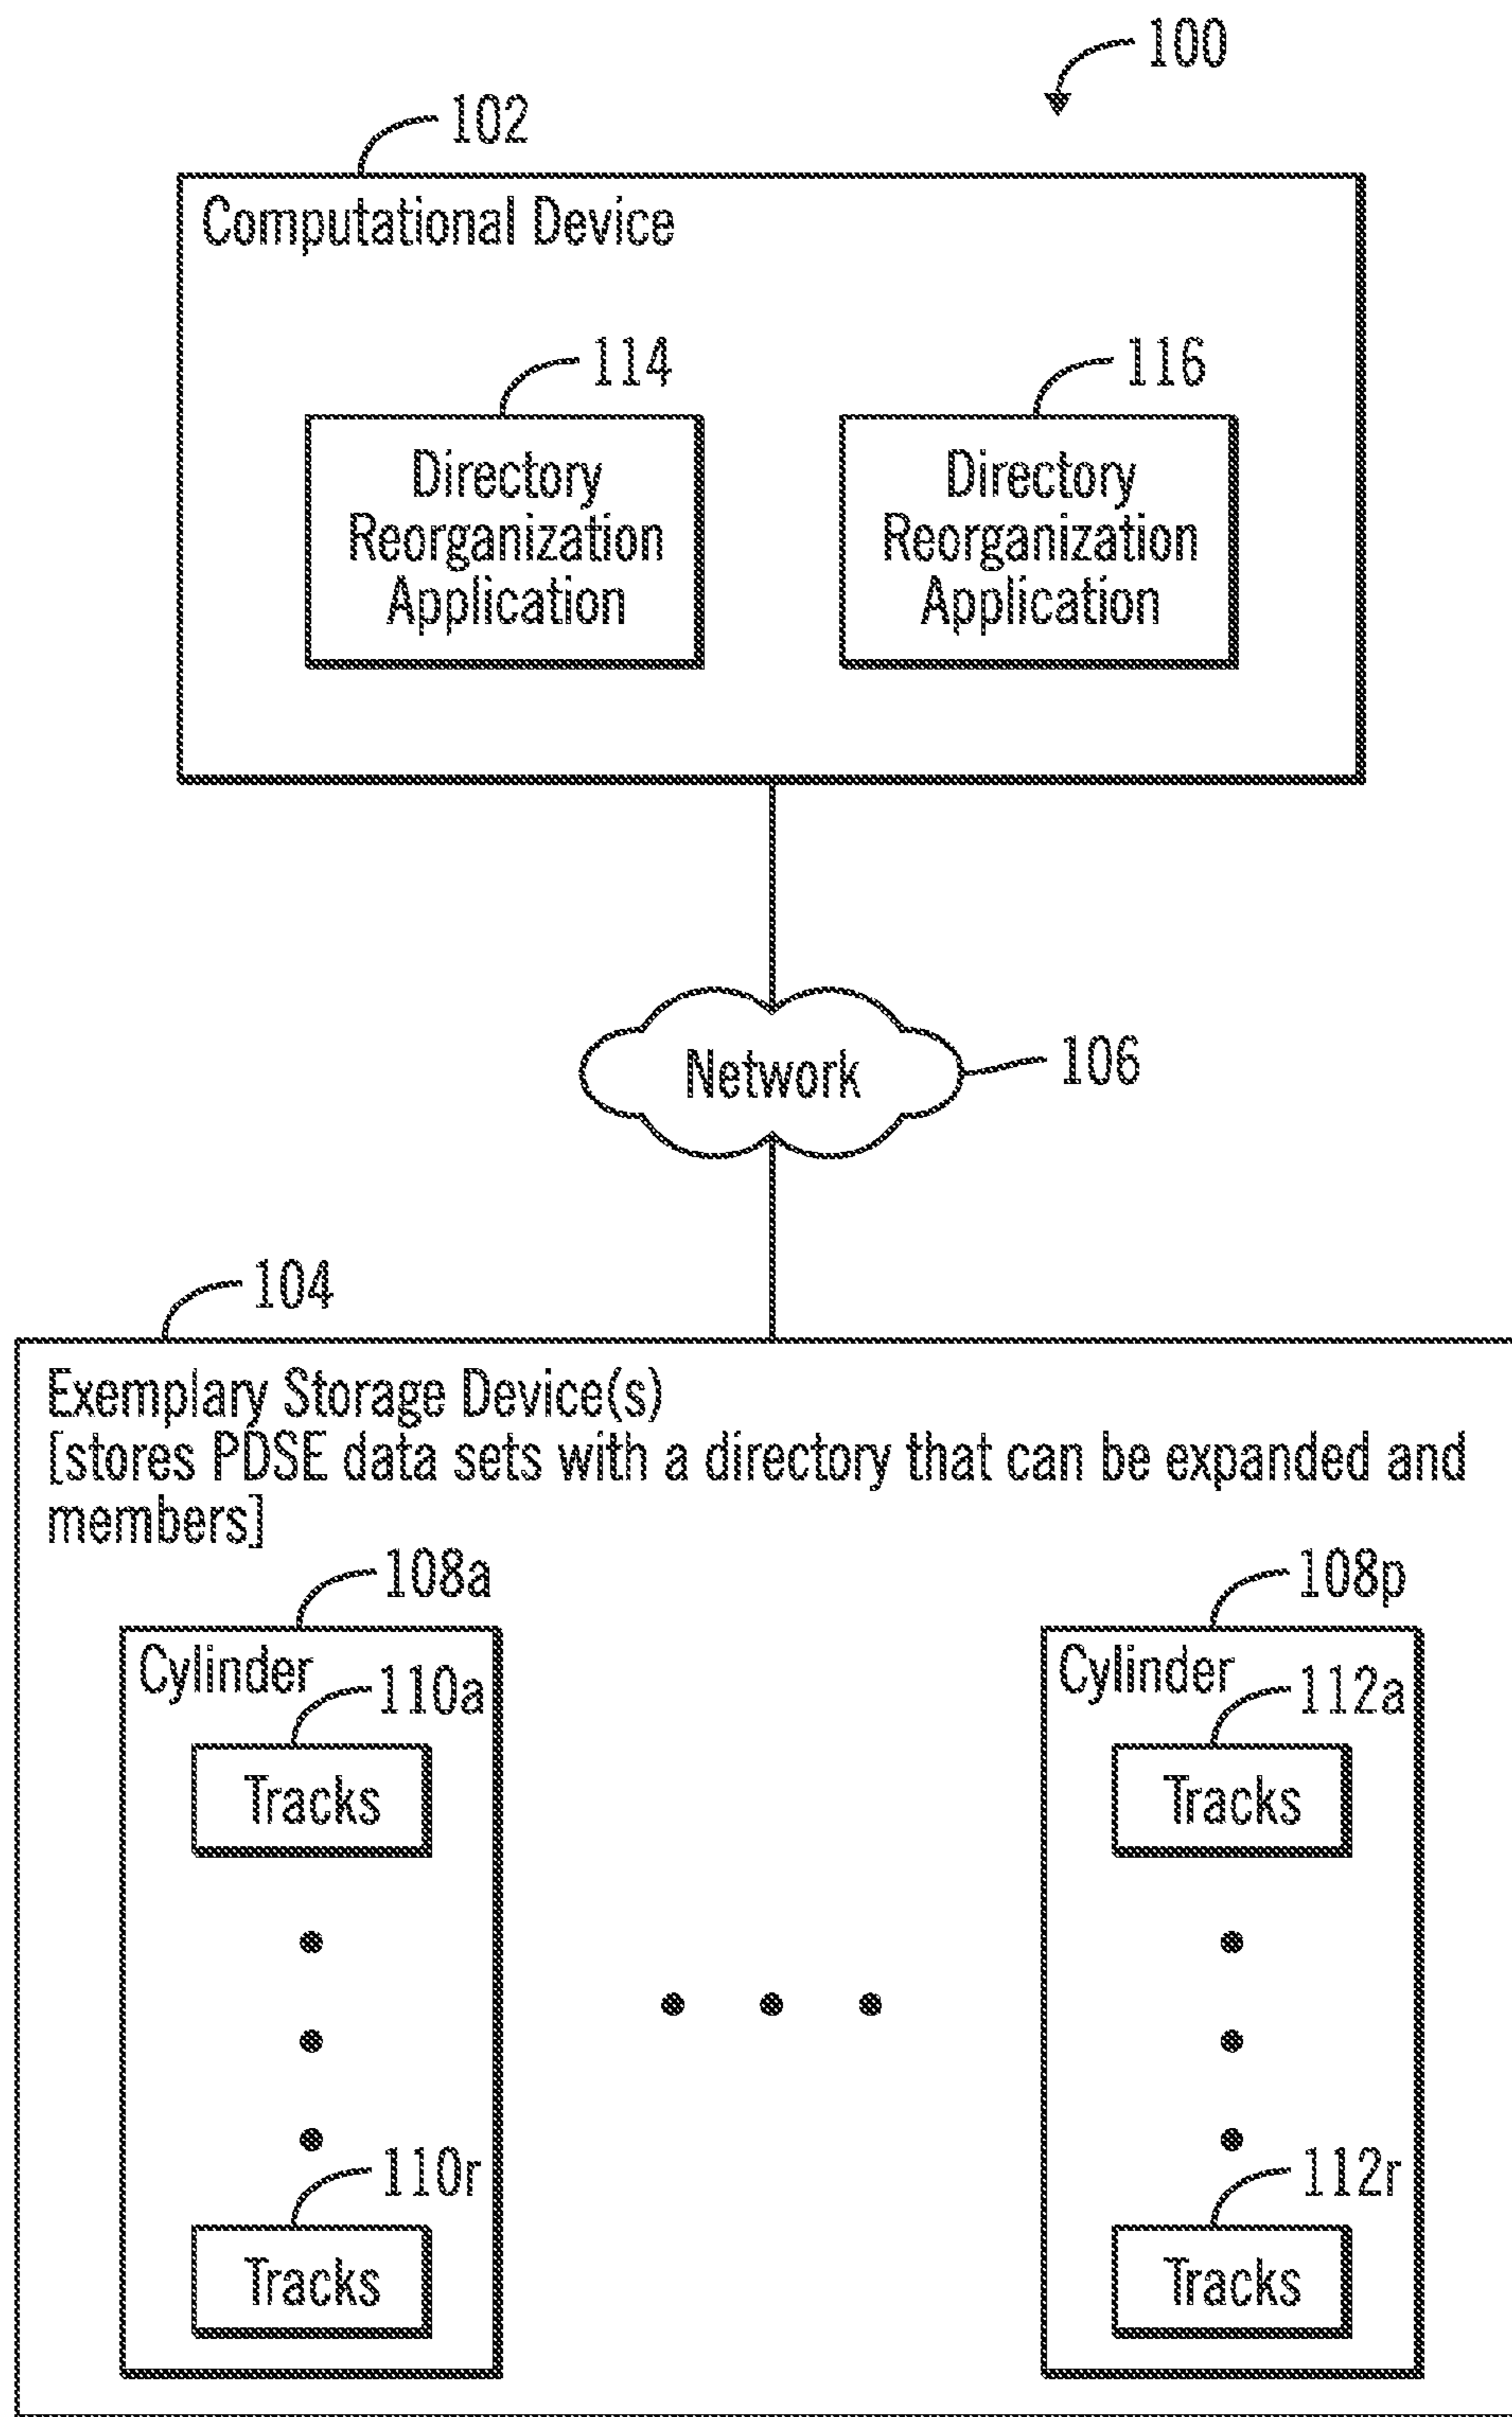 100
102
Computational Device
114
116
Directory
Reorganization
Application
Directory
Reorganization
Application
Network
106
104
Exemplary Storage Device(s)
[stores PDSE data sets with a directory that can be expanded and
members]
108a
108p
Cylinder
Cylinder
110a
112a
Tracks
Tracks
110r
112r
Tracks
Tracks